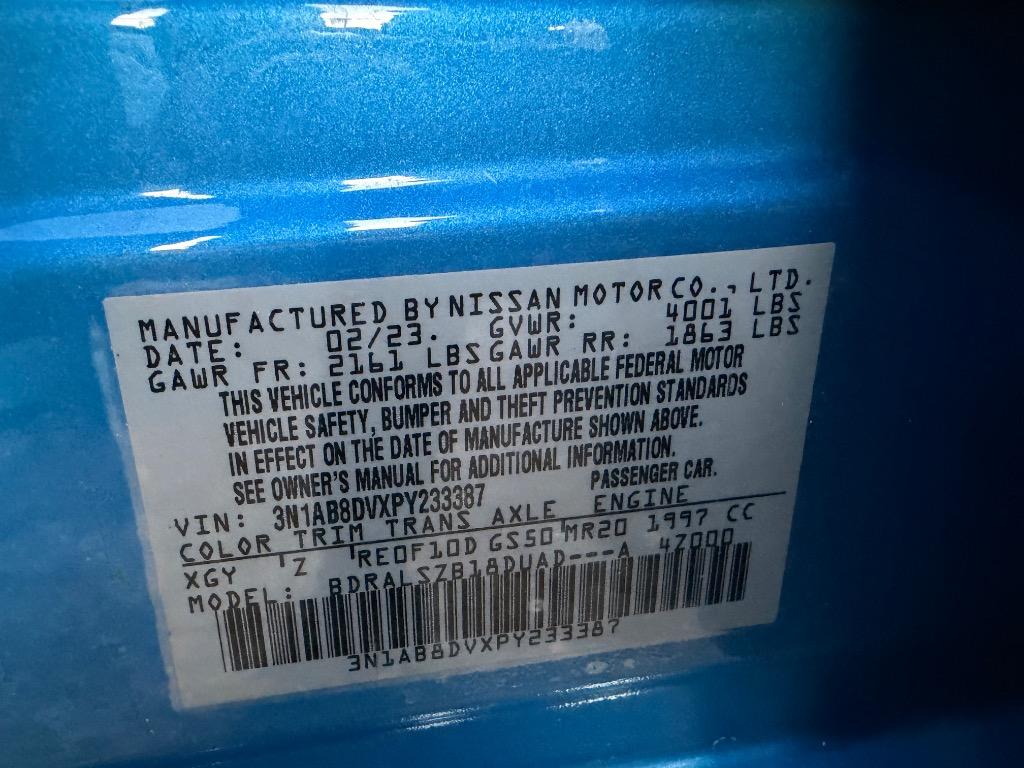 MANUFACTURED BY NISSAN MOTOR CO., LTD.
DATE: 02/23. GVWR: 4001 LBS
GAWR FR: 2161 LBS GAWR RR: 1863 LBS
THIS VEHICLE CONFORMS TO ALL APPLICABLE FEDERAL MOTOR
VEHICLE SAFETY, BUMPER AND THEFT PREVENTION STANDARDS
IN EFFECT ON THE DATE OF MANUFACTURE SHOWN ABOVE.
SEE OWNER'S MANUAL FOR ADDITIONAL INFORMATION.
VIN: 3N1AB8DVXPY233387 PASSENGER CAR.
COLOR TRIM TRANS AXLE ENGINE
XGY Z RE0F10D GS50 MR20 1997 CC
MODEL: BDRALSZB18DUAD---A 47000
3N1AB8DVXPY233387